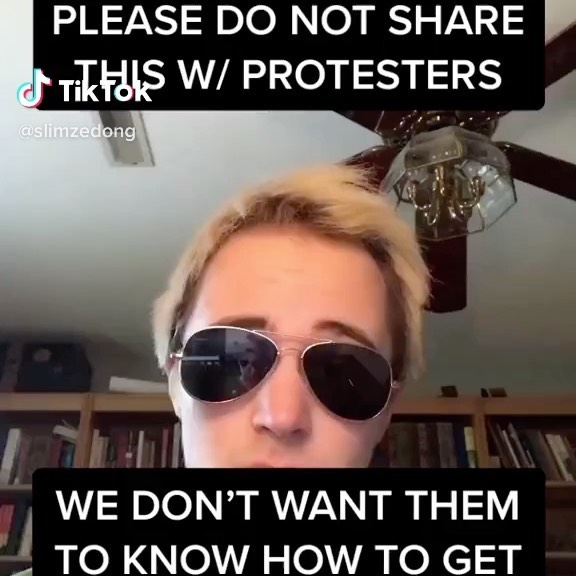 PLEASE DO NOT SHARE
THIS W/ PROTESTERS
TikTok
@slimzedong
WE DON'T WANT THEM
TO KNOW HOW TO GET